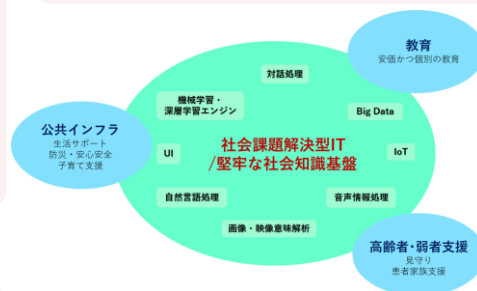 教育
安価かつ個別の教育
対話処理
機械学習・
深層学習エンジン
Big Data
公共インフラ
生活サポート
防災・安心安全
子育て支援
UI
社会課題解決型IT
/堅牢な社会知識基盤
IoT
自然言語処理
音声情報処理
画像・映像意味解析
高齢者・弱者支援
見守り
患者家族支援